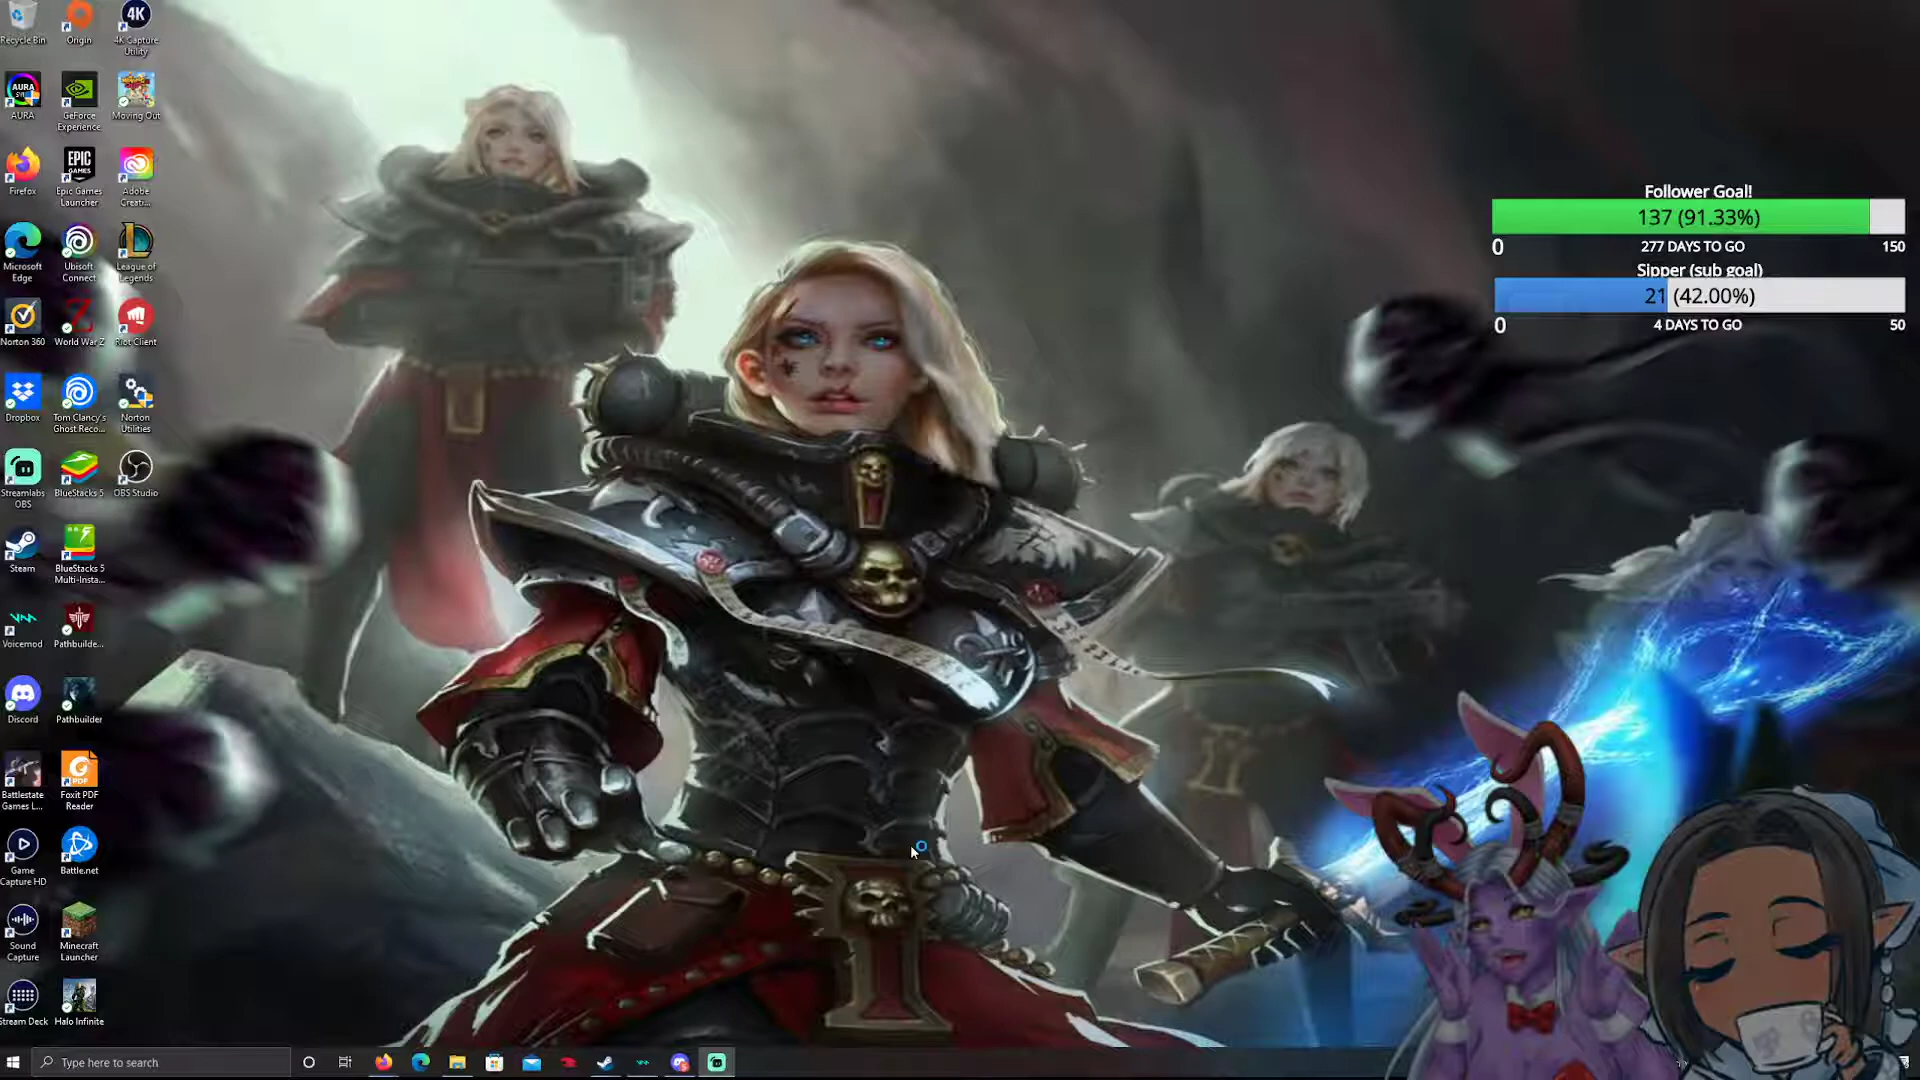 Recycle Bin
Origin
4K
4K Capture
Utility
AURA
AURA
GeForce
Experience
Moving Out
Firefox
EPIC
GAMES
Epic Games
Launcher
Adobe
Creati...
Microsoft
Edge
Ubisoft
Connect
League of
Legends
Norton 360
World War Z
Riot Client
Dropbox
Tom Clancy's
Ghost Reco...
Norton
Utilities
Streamlabs
OBS
BlueStacks 5
OBS Studio
Steam
BlueStacks 5
Multi-Insta...
Voicemod
Pathbuilde...
Discord
Pathbuilder
Battlestate
Games L...
PDF
Foxit PDF
Reader
Game
Capture HD
Battle.net
Sound
Capture
Minecraft
Launcher
Stream Deck
Halo Infinite
Follower Goal!
137 (91.33%)
0
277 DAYS TO GO
150
Sipper (sub goal)
21 (42.00%)
0
4 DAYS TO GO
50
Type here to search